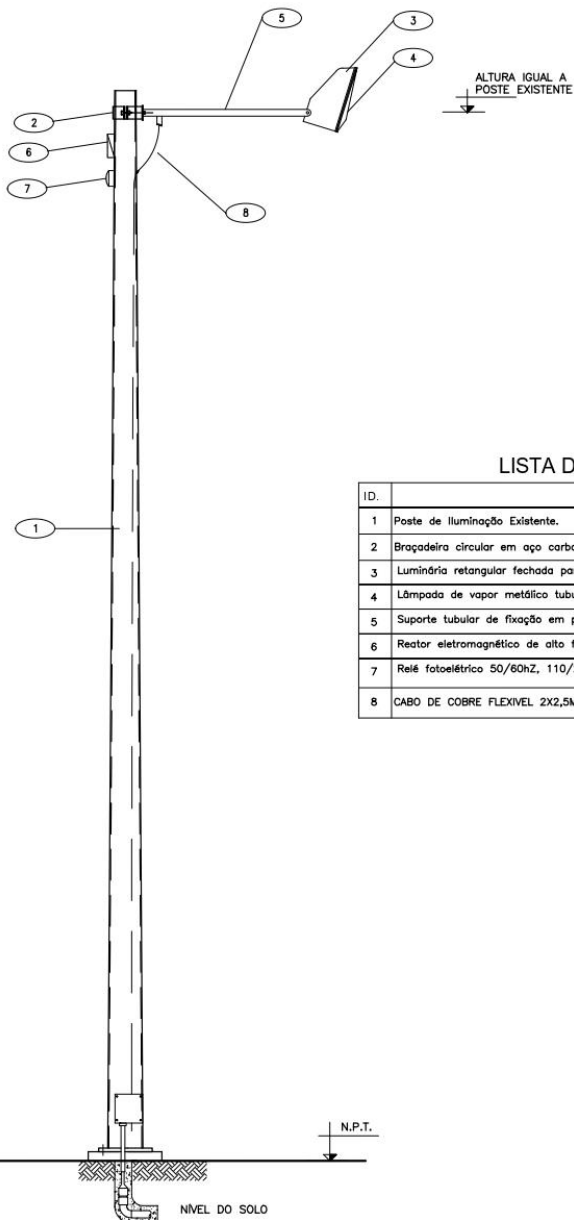 5
3
4
ALTURA IGUAL A
POSTE EXISTENTE
2
6
7
8
1
LISTA D
ID.
1 Poste de Iluminação Existente.
2 Braçadeira circular em aço carbo
3 Luminária retangular fechada pa
4 Lâmpada de vapor metálico tubu
5 Suporte tubular de fixação em p
6 Reator eletromagnético de alto f
7 Relé fotoelétrico 50/60hZ, 110/
8 CABO DE COBRE FLEXIVEL 2X2,5M
N.P.T.
NÍVEL DO SOLO